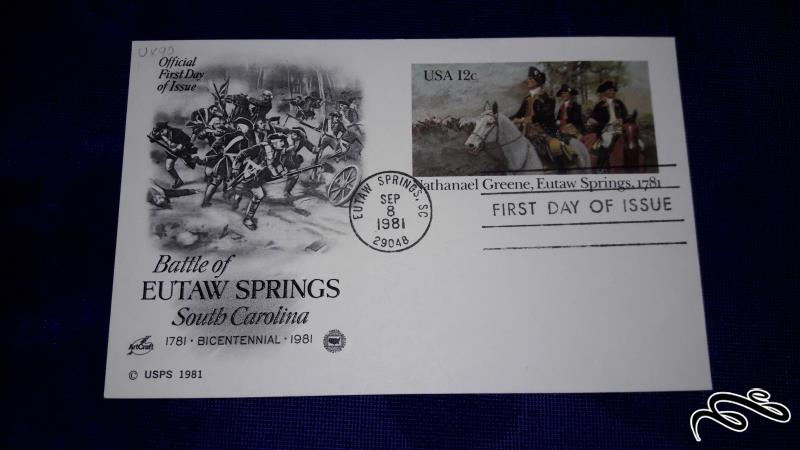 UX90
Official
First Day
of Issue
USA 12c
Nathanael Greene, Eutaw Springs, 1781
EUTAW SPRINGS, SC
SEP
8
1981
29048
FIRST DAY OF ISSUE
Battle of
EUTAW SPRINGS
South Carolina
1781 · BICENTENNIAL · 1981
ArtCraft
© USPS 1981